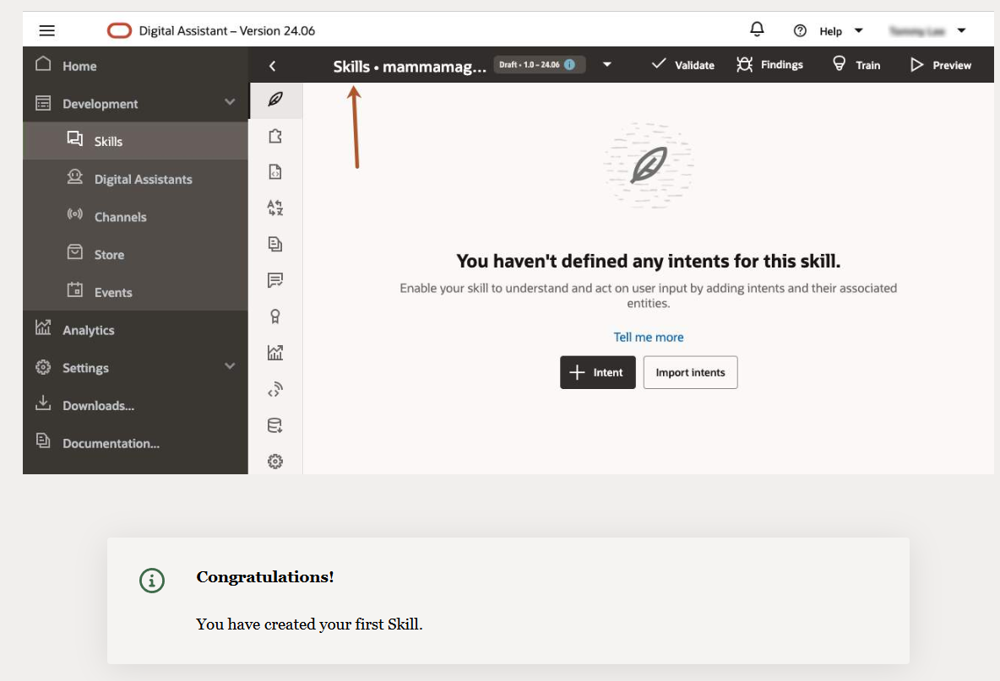 Digital Assistant – Version 24.06
Help
Home
Development
Skills
Digital Assistants
Channels
Store
Events
Analytics
Settings
Downloads...
Documentation...
Skills • mammamag...
Draft • 1.0 - 24.06
Validate
Findings
Train
Preview
You haven't defined any intents for this skill.
Enable your skill to understand and act on user input by adding intents and their associated
entities.
Tell me more
Intent
Import intents
Congratulations!
You have created your first Skill.